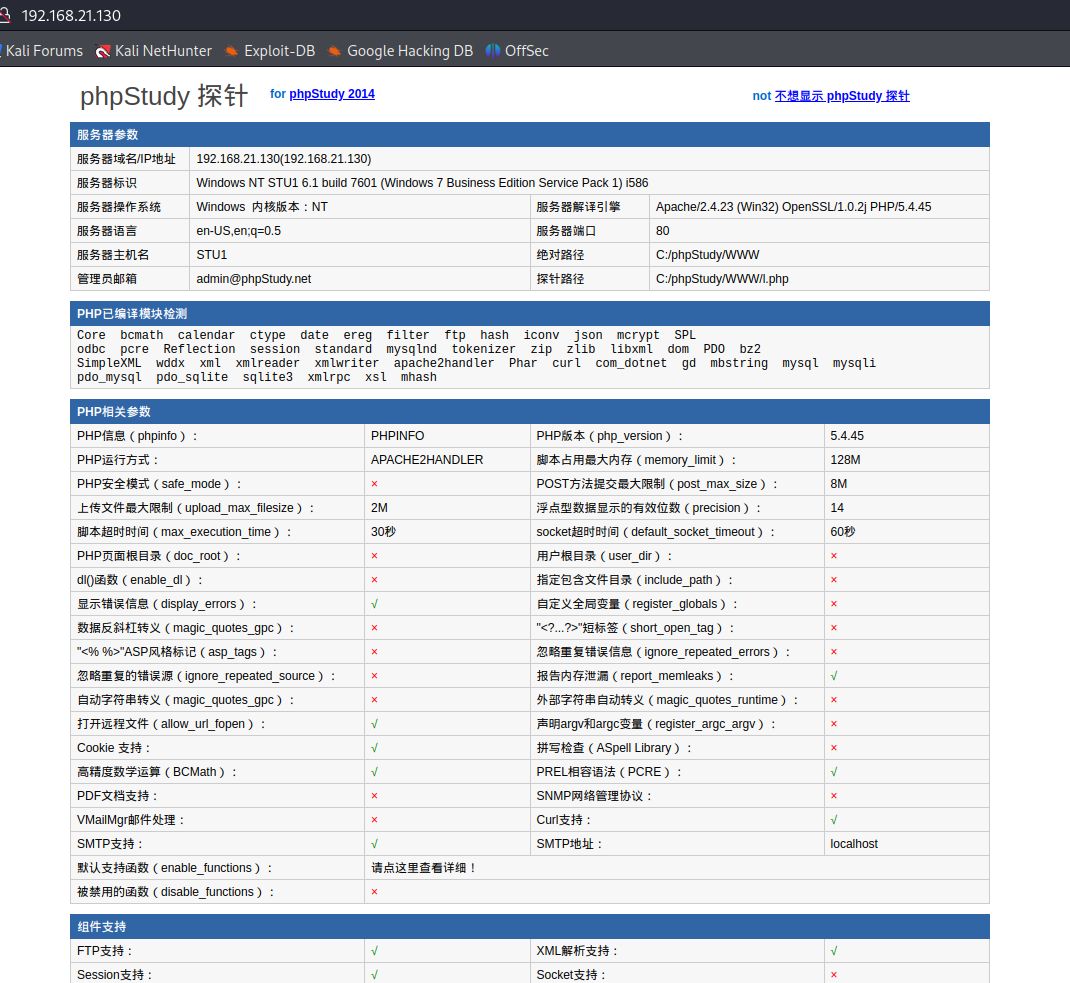 192.168.21.130
Kali Forums Kali NetHunter Exploit-DB Google Hacking DB OffSec
phpStudy 探针 for phpStudy 2014 not 不想显示 phpStudy 探针
服务器参数
服务器域名/IP地址 192.168.21.130(192.168.21.130)
服务器标识 Windows NT STU1 6.1 build 7601 (Windows 7 Business Edition Service Pack 1) i586
服务器操作系统 Windows 内核版本：NT 服务器解译引擎 Apache/2.4.23 (Win32) OpenSSL/1.0.2j PHP/5.4.45
服务器语言 en-US,en;q=0.5 服务器端口 80
服务器主机名 STU1 绝对路径 C:/phpStudy/WWW
管理员邮箱 admin@phpStudy.net 探针路径 C:/phpStudy/WWW/l.php
PHP已编译模块检测
Core bcmath calendar ctype date ereg filter ftp hash iconv json mcrypt SPL
odbc pcre Reflection session standard mysqlnd tokenizer zip zlib libxml dom PDO bz2
SimpleXML wddx xml xmlreader xmlwriter apache2handler Phar curl com_dotnet gd mbstring mysql mysqli
pdo_mysql pdo_sqlite sqlite3 xmlrpc xsl mhash
PHP相关参数
PHP信息（phpinfo）： PHPINFO PHP版本（php_version）： 5.4.45
PHP运行方式： APACHE2HANDLER 脚本占用最大内存（memory_limit）： 128M
PHP安全模式（safe_mode）： × POST方法提交最大限制（post_max_size）： 8M
上传文件最大限制（upload_max_filesize）： 2M 浮点型数据显示的有效位数（precision）： 14
脚本超时时间（max_execution_time）： 30秒 socket超时时间（default_socket_timeout）： 60秒
PHP页面根目录（doc_root）： × 用户根目录（user_dir）： ×
dl()函数（enable_dl）： × 指定包含文件目录（include_path）： ×
显示错误信息（display_errors）： √ 自定义全局变量（register_globals）： ×
数据反斜杠转义（magic_quotes_gpc）： × "<?...?>"短标签（short_open_tag）： ×
"<% %>"ASP风格标记（asp_tags）： × 忽略重复错误信息（ignore_repeated_errors）： ×
忽略重复的错误源（ignore_repeated_source）： × 报告内存泄漏（report_memleaks）： √
自动字符串转义（magic_quotes_gpc）： × 外部字符串自动转义（magic_quotes_runtime）： ×
打开远程文件（allow_url_fopen）： √ 声明argv和argc变量（register_argc_argv）： ×
Cookie 支持： √ 拼写检查（ASpell Library）： ×
高精度数学运算（BCMath）： √ PREL相容语法（PCRE）： √
PDF文档支持： × SNMP网络管理协议： ×
VMailMgr邮件处理： × Curl支持： √
SMTP支持： √ SMTP地址： localhost
默认支持函数（enable_functions）： 请点这里查看详细！
被禁用的函数（disable_functions）： ×
组件支持
FTP支持： √ XML解析支持： √
Session支持： √ Socket支持： ×